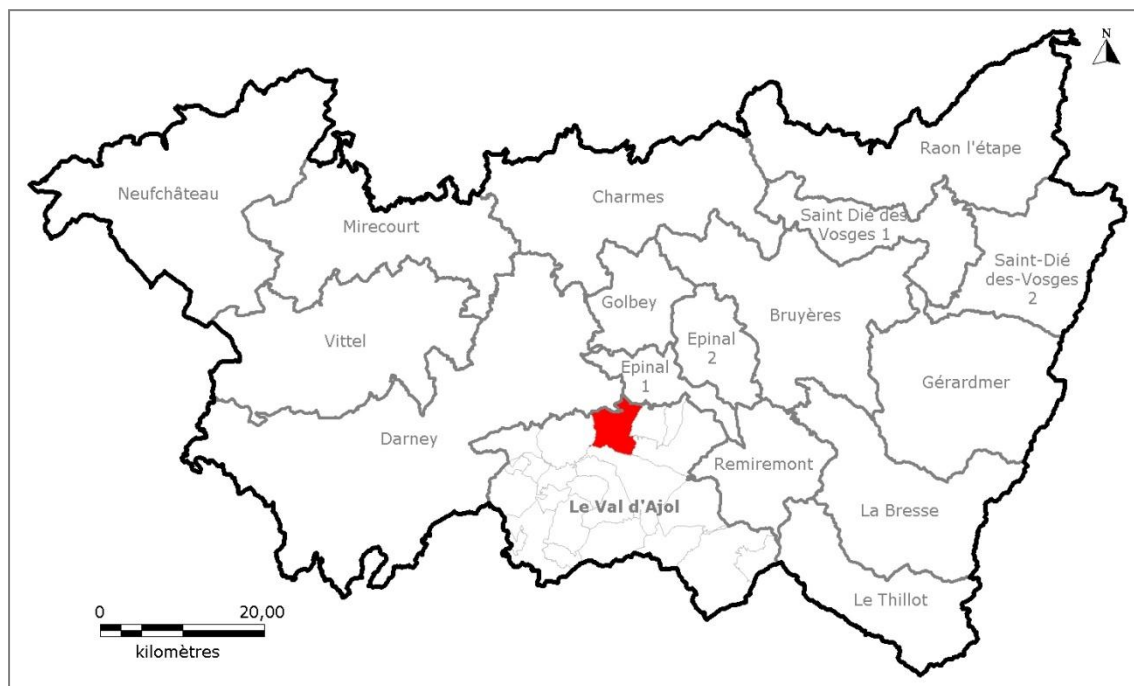 N
Raon l'étape
Neufchâteau
Charmes
Mirecourt
Saint Dié des
Vosges 1
Saint-Dié
des-Vosges
2
Golbey
Bruyères
Vittel
Epinal
2
Epinal
1
Gérardmer
Darney
Remiremont
Le Val d'Ajol
La Bresse
Le Thillot
0 20,00
kilomètres